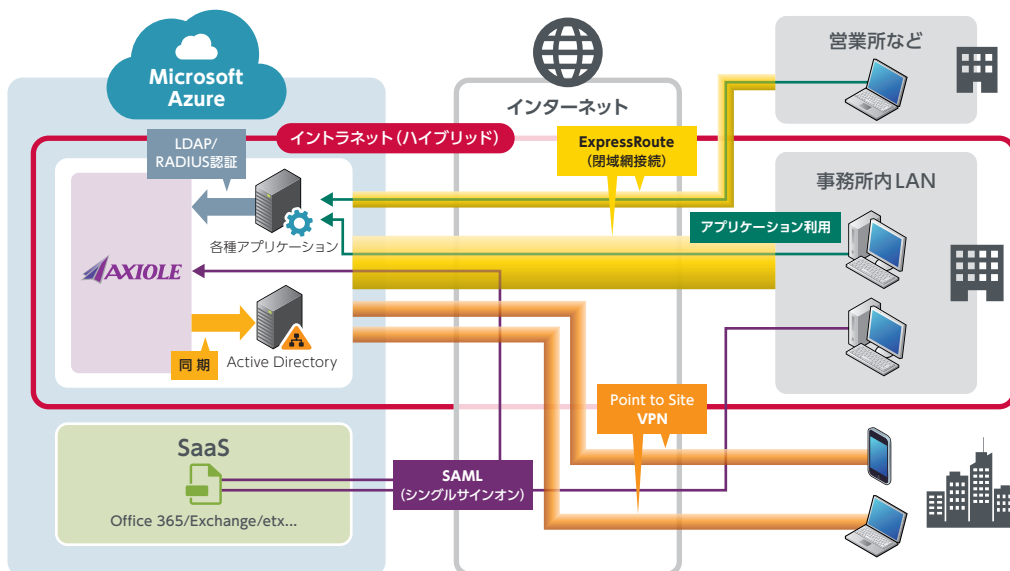 Microsoft
Azure
インターネット
営業所など
イントラネット（ハイブリッド）
LDAP/
RADIUS認証
ExpressRoute
（閉域網接続）
事務所内LAN
アプリケーション利用
各種アプリケーション
AXIOLE
同期
Active Directory
Point to Site
VPN
SaaS
SAML
（シングルサインオン）
Office 365/Exchange/etx...